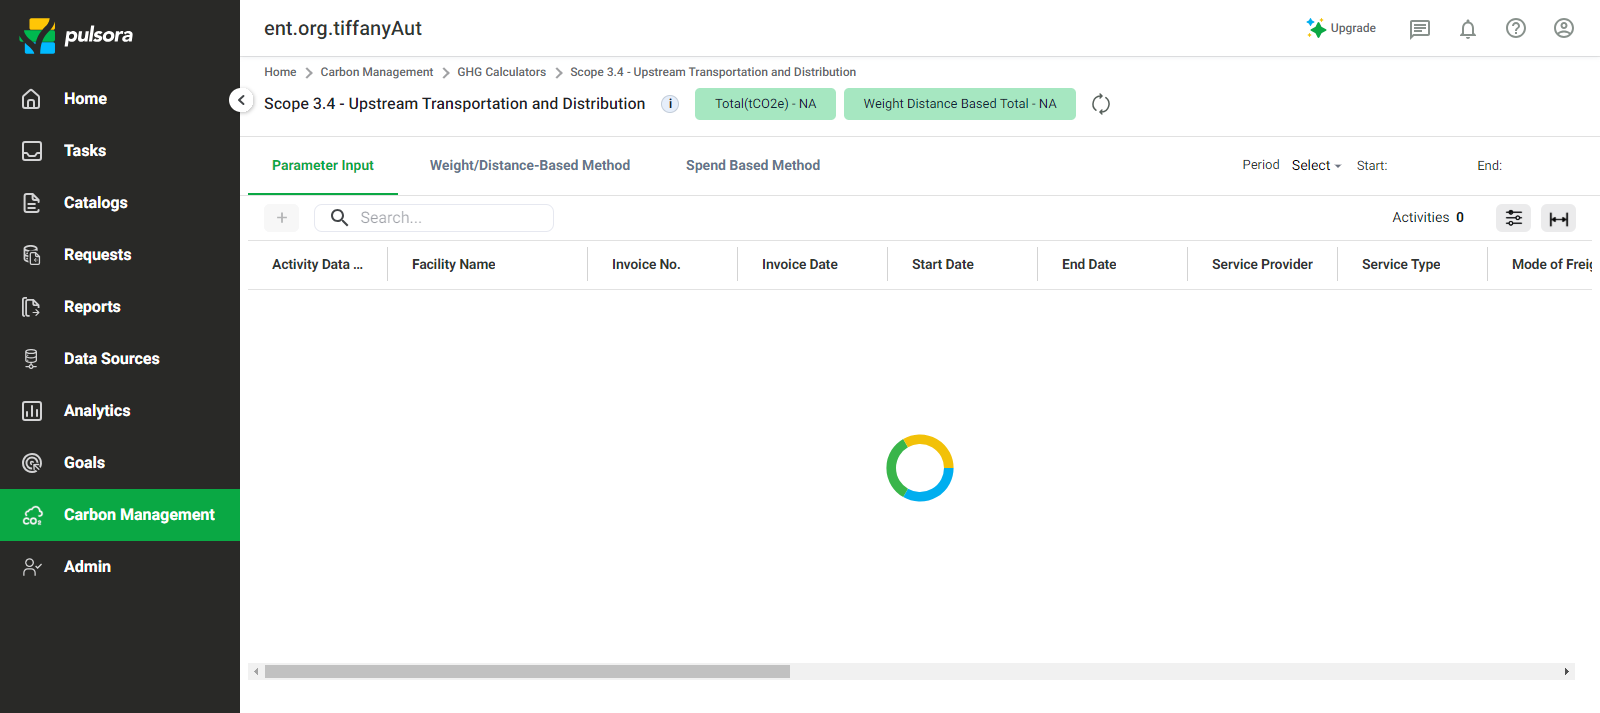 pulsora
Home
Tasks
Catalogs
Requests
Reports
Data Sources
Analytics
Goals
Carbon Management
Admin
ent.org.tiffanyAut
Upgrade
Home > Carbon Management > GHG Calculators > Scope 3.4 - Upstream Transportation and Distribution
Scope 3.4 - Upstream Transportation and Distribution i Total(tCO2e) - NA Weight Distance Based Total - NA
Parameter Input Weight/Distance-Based Method Spend Based Method Period Select Start: End:
+ Search... Activities 0
Activity Data ... Facility Name Invoice No. Invoice Date Start Date End Date Service Provider Service Type Mode of Freig